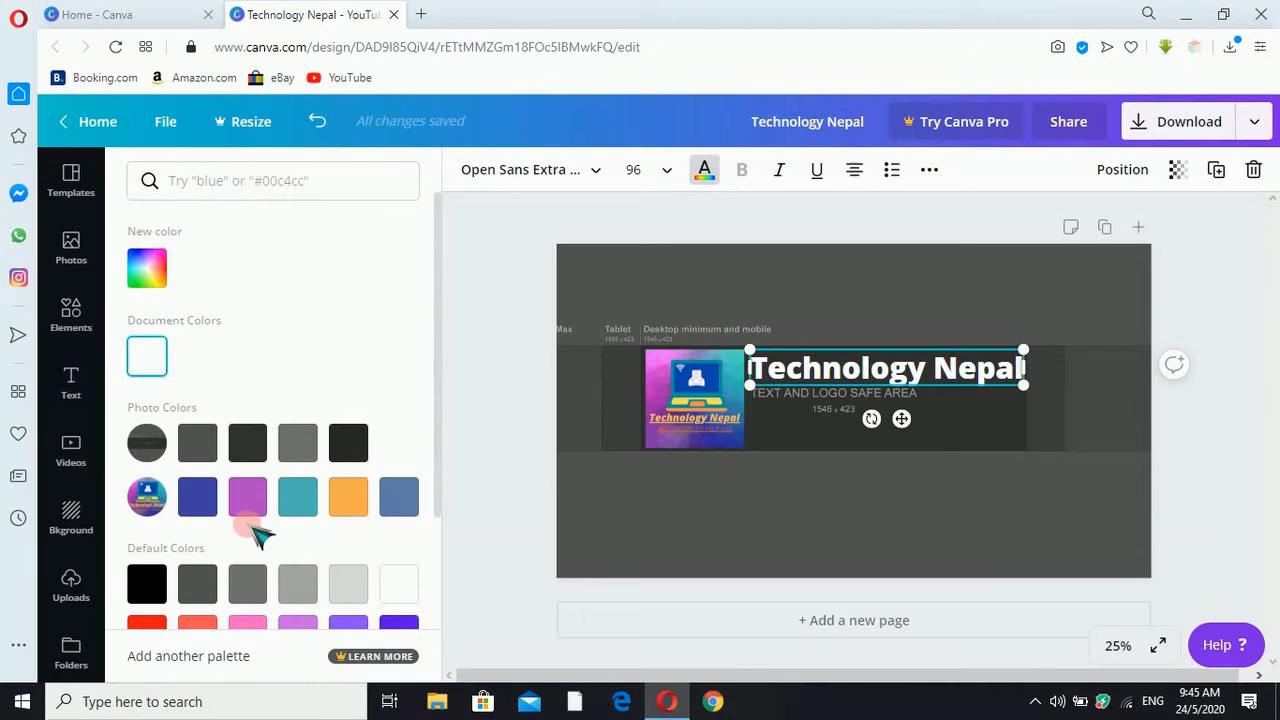 Home - Canva
Technology Nepal - YouTu
www.canva.com/design/DAD9I85QiV4/rETtMMZGm18FOc5IBMwkFQ/edit
Booking.com
Amazon.com
eBay
YouTube
Home
File
Resize
All changes saved
Technology Nepal
Try Canva Pro
Share
Download
Templates
Photos
Elements
Text
Videos
Bkground
Uploads
Folders
Try "blue" or "#00c4cc"
New color
Document Colors
Photo Colors
Default Colors
Add another palette
LEARN MORE
Open Sans Extra ...
96
A
B
I
U
Position
Max
Tablet
Desktop minimum and mobile
1855 x 423
1546 x 423
Technology Nepal
TEXT AND LOGO SAFE AREA
1546 x 423
Technology Nepal
+ Add a new page
25%
Help ?
Type here to search
ENG
9:45 AM
24/5/2020